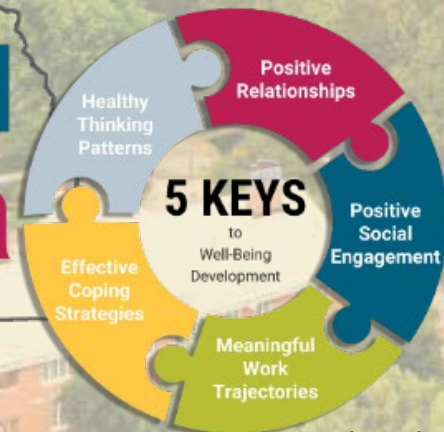 5 KEYS
to
Well-Being
Development
Positive
Relationships
Positive
Social
Engagement
Meaningful
Work
Trajectories
Effective
Coping
Strategies
Healthy
Thinking
Patterns